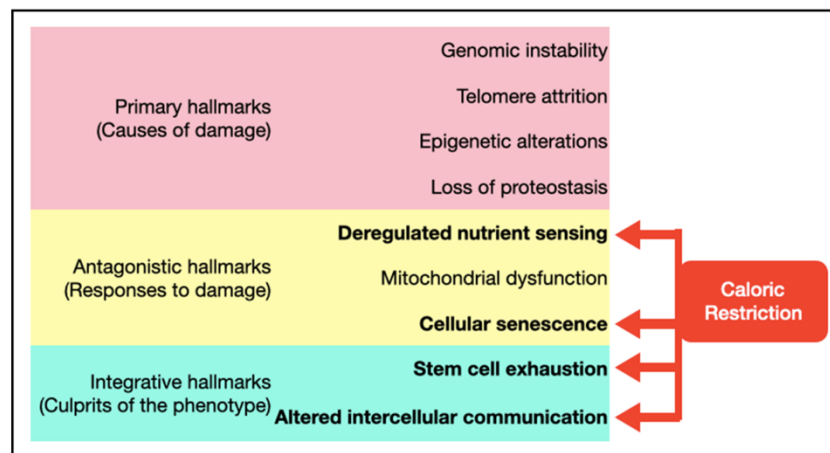 Primary hallmarks
(Causes of damage)
Genomic instability
Telomere attrition
Epigenetic alterations
Loss of proteostasis
Antagonistic hallmarks
(Responses to damage)
Deregulated nutrient sensing
Mitochondrial dysfunction
Cellular senescence
Integrative hallmarks
(Culprits of the phenotype)
Stem cell exhaustion
Altered intercellular communication
Caloric
Restriction